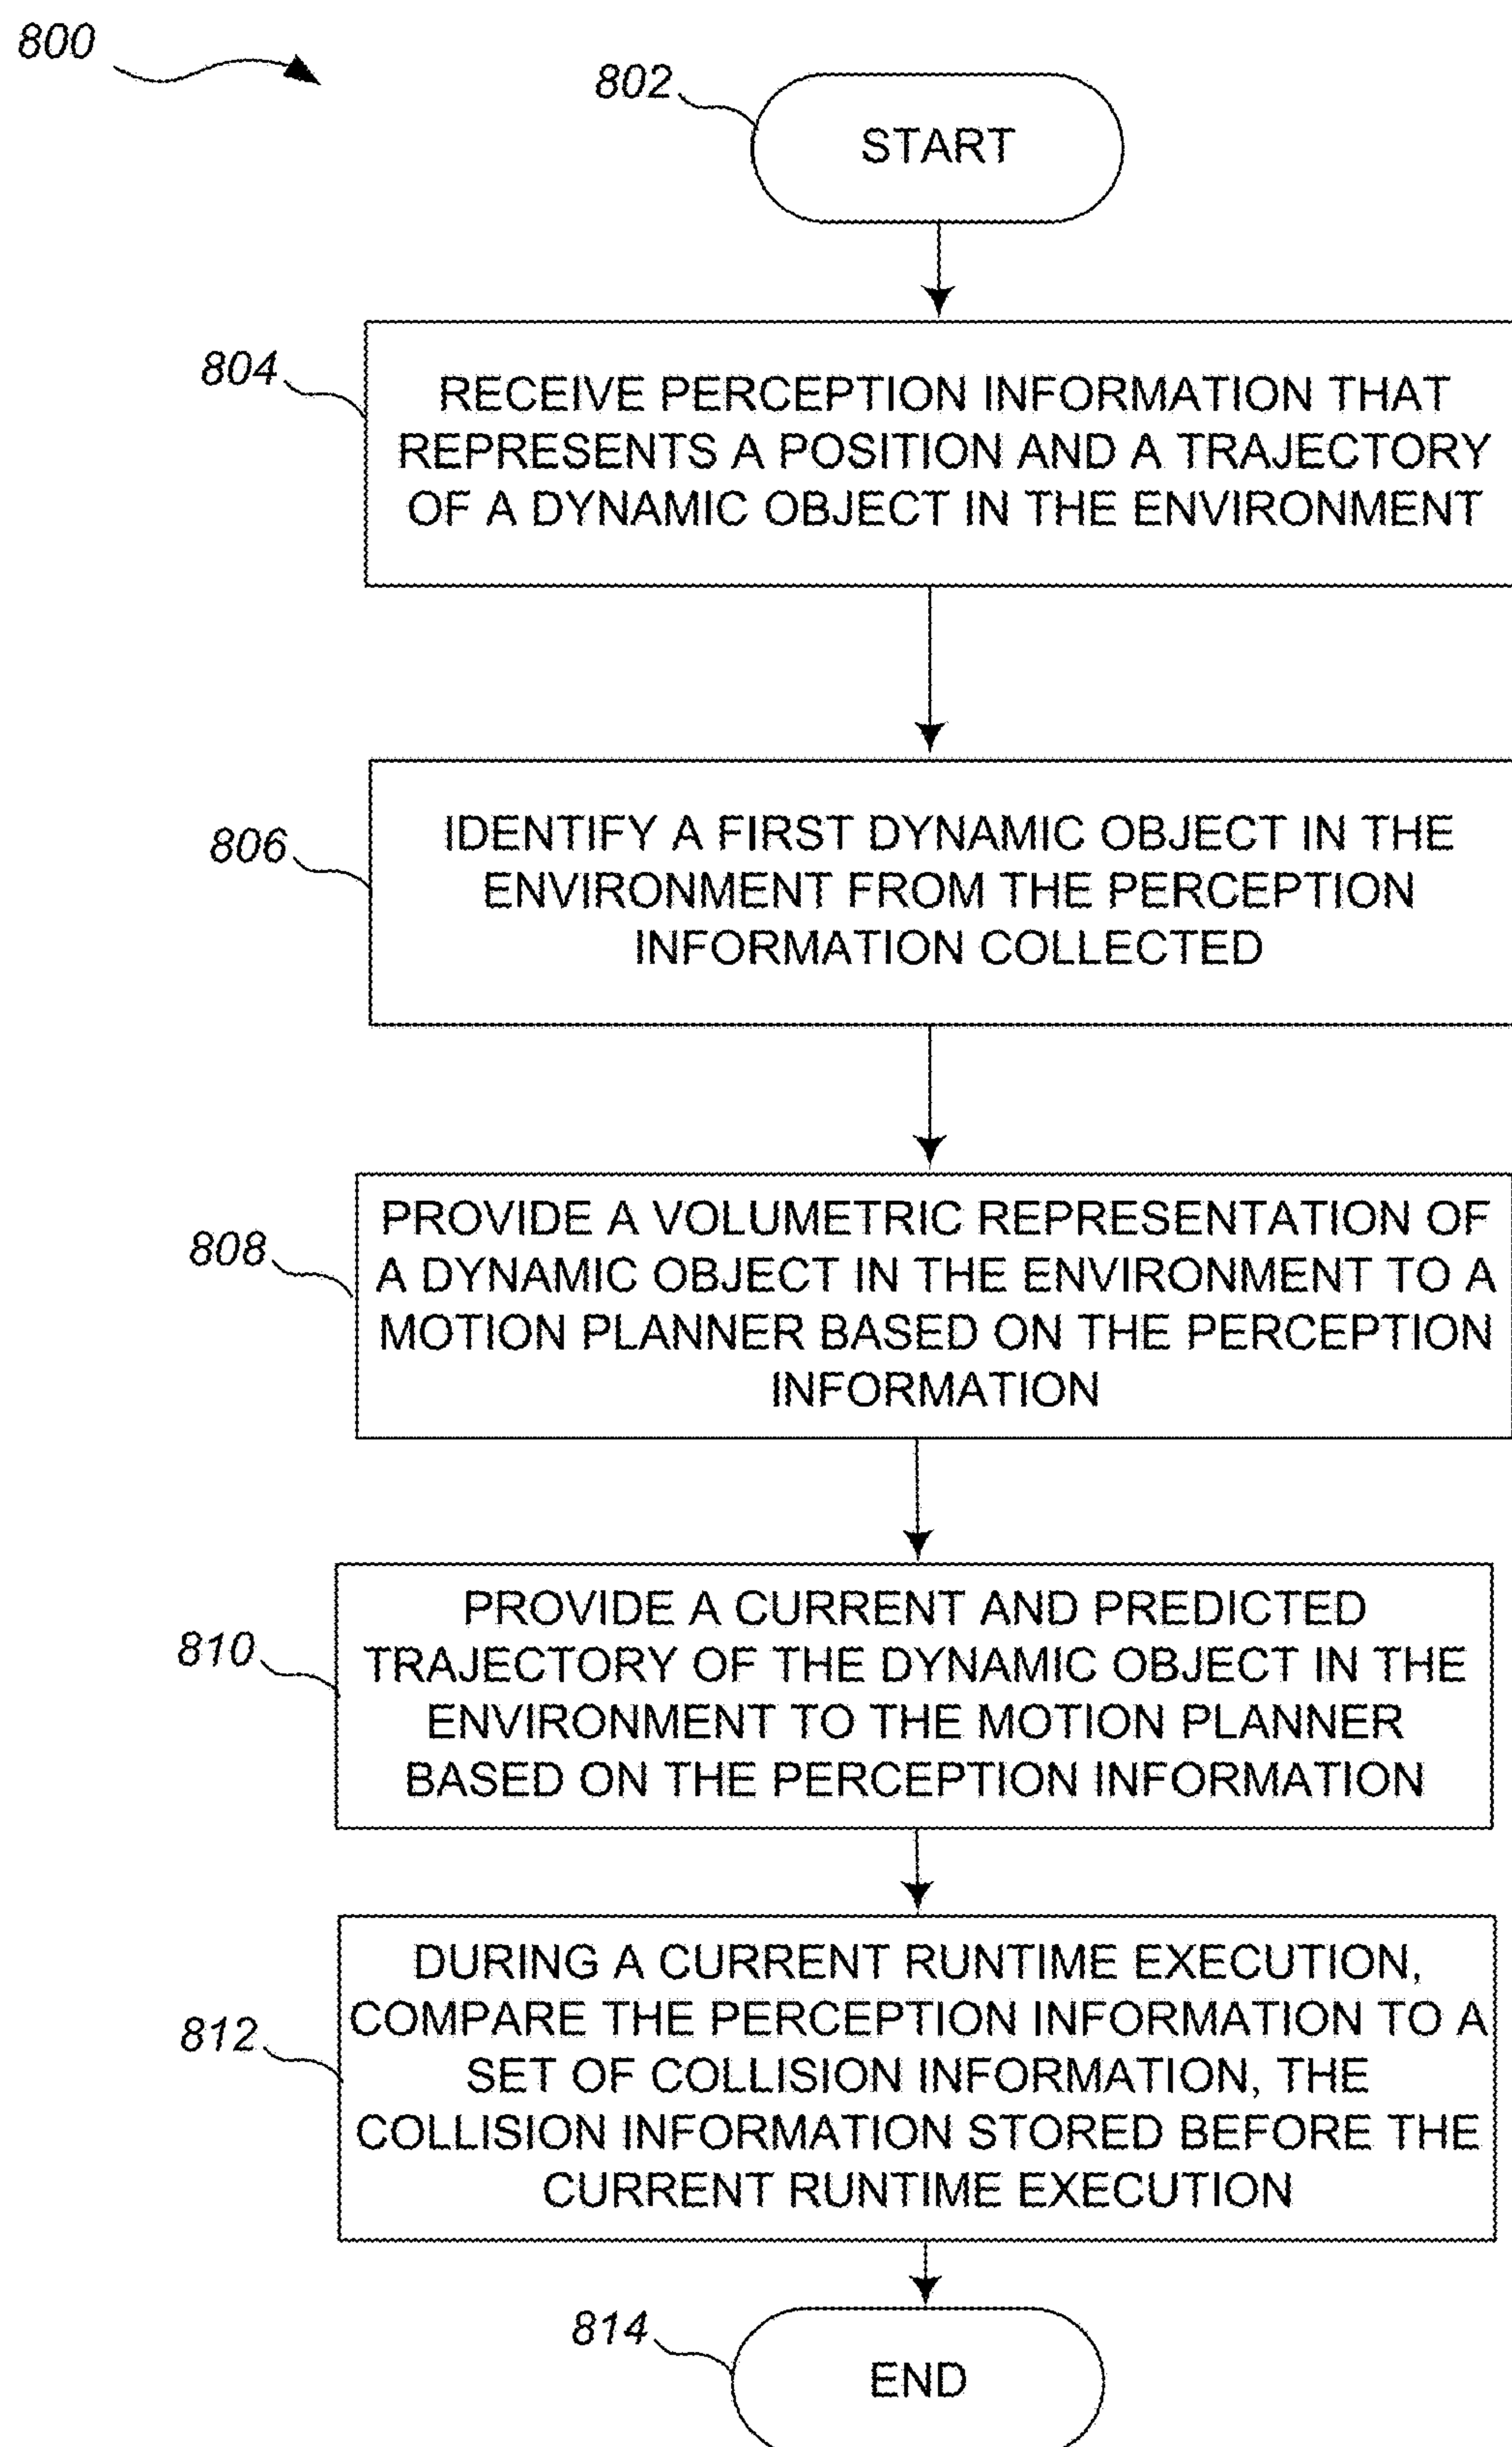 800
802
START
804
RECEIVE PERCEPTION INFORMATION THAT
REPRESENTS A POSITION AND A TRAJECTORY
OF A DYNAMIC OBJECT IN THE ENVIRONMENT
806
IDENTIFY A FIRST DYNAMIC OBJECT IN THE
ENVIRONMENT FROM THE PERCEPTION
INFORMATION COLLECTED
808
PROVIDE A VOLUMETRIC REPRESENTATION OF
A DYNAMIC OBJECT IN THE ENVIRONMENT TO A
MOTION PLANNER BASED ON THE PERCEPTION
INFORMATION
810
PROVIDE A CURRENT AND PREDICTED
TRAJECTORY OF THE DYNAMIC OBJECT IN THE
ENVIRONMENT TO THE MOTION PLANNER
BASED ON THE PERCEPTION INFORMATION
812
DURING A CURRENT RUNTIME EXECUTION,
COMPARE THE PERCEPTION INFORMATION TO A
SET OF COLLISION INFORMATION, THE
COLLISION INFORMATION STORED BEFORE THE
CURRENT RUNTIME EXECUTION
814
END